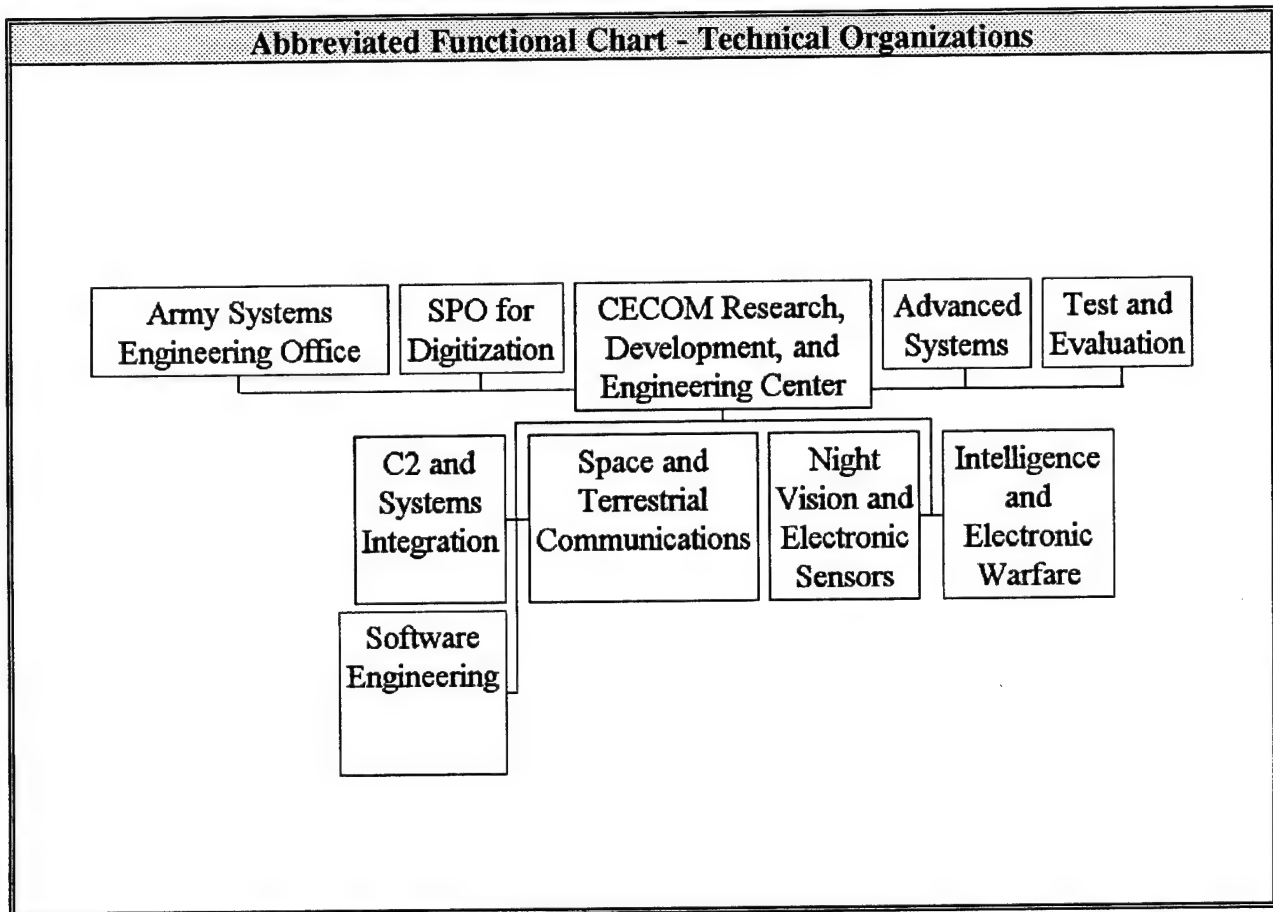 Abbreviated Functional Chart - Technical Organizations
Army Systems
Engineering Office
SPO for
Digitization
CECOM Research,
Development, and
Engineering Center
Advanced
Systems
Test and
Evaluation
C2 and
Systems
Integration
Space and
Terrestrial
Communications
Night
Vision and
Electronic
Sensors
Intelligence
and
Electronic
Warfare
Software
Engineering